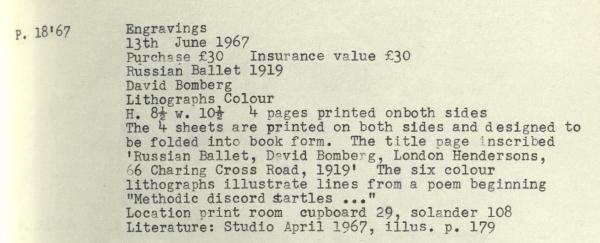 p. 18'67
Engravings
13th June 1967
Purchase £30 Insurance value £30
Russian Ballet 1919
David Bomberg
Lithographs Colour
H. 8½ w. 10½ 4 pages printed onboth sides
The 4 sheets are printed on both sides and designed to
be folded into book form. The title page inscribed
'Russian Ballet, David Bomberg, London Hendersons,
66 Charing Cross Road, 1919' The six colour
lithographs illustrate lines from a poem beginning
"Methodic discord startles ..."
Location print room cupboard 29, solander 108
Literature: Studio April 1967, illus. p. 179